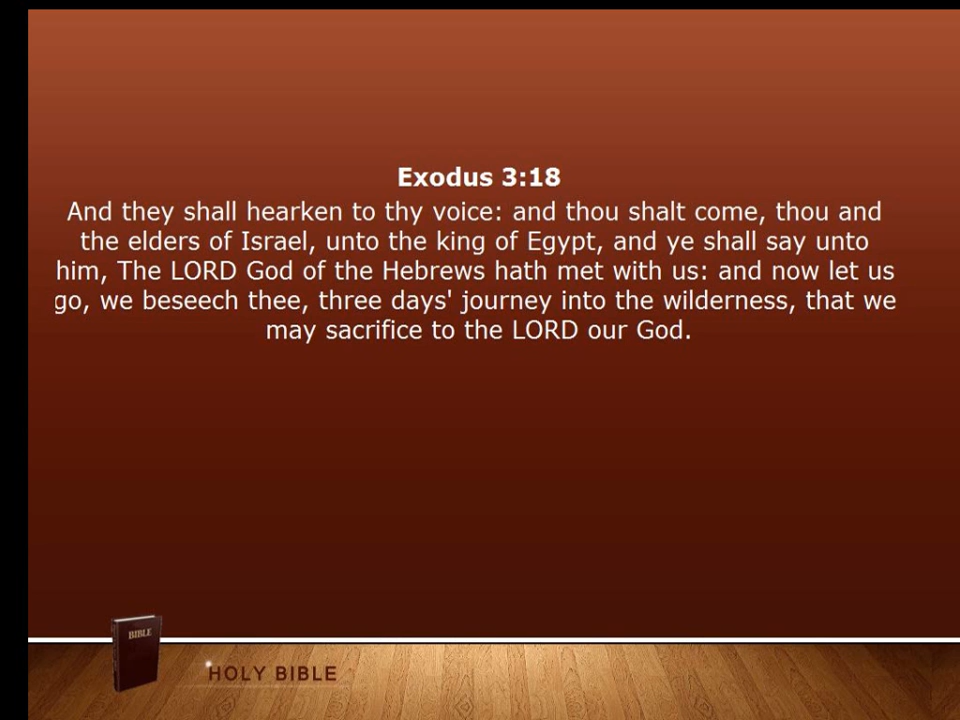 Exodus 3:18
And they shall hearken to thy voice: and thou shalt come, thou and
the elders of Israel, unto the king of Egypt, and ye shall say unto
him, The LORD God of the Hebrews hath met with us: and now let us
go, we beseech thee, three days' journey into the wilderness, that we
may sacrifice to the LORD our God.
BIBLE
HOLY BIBLE